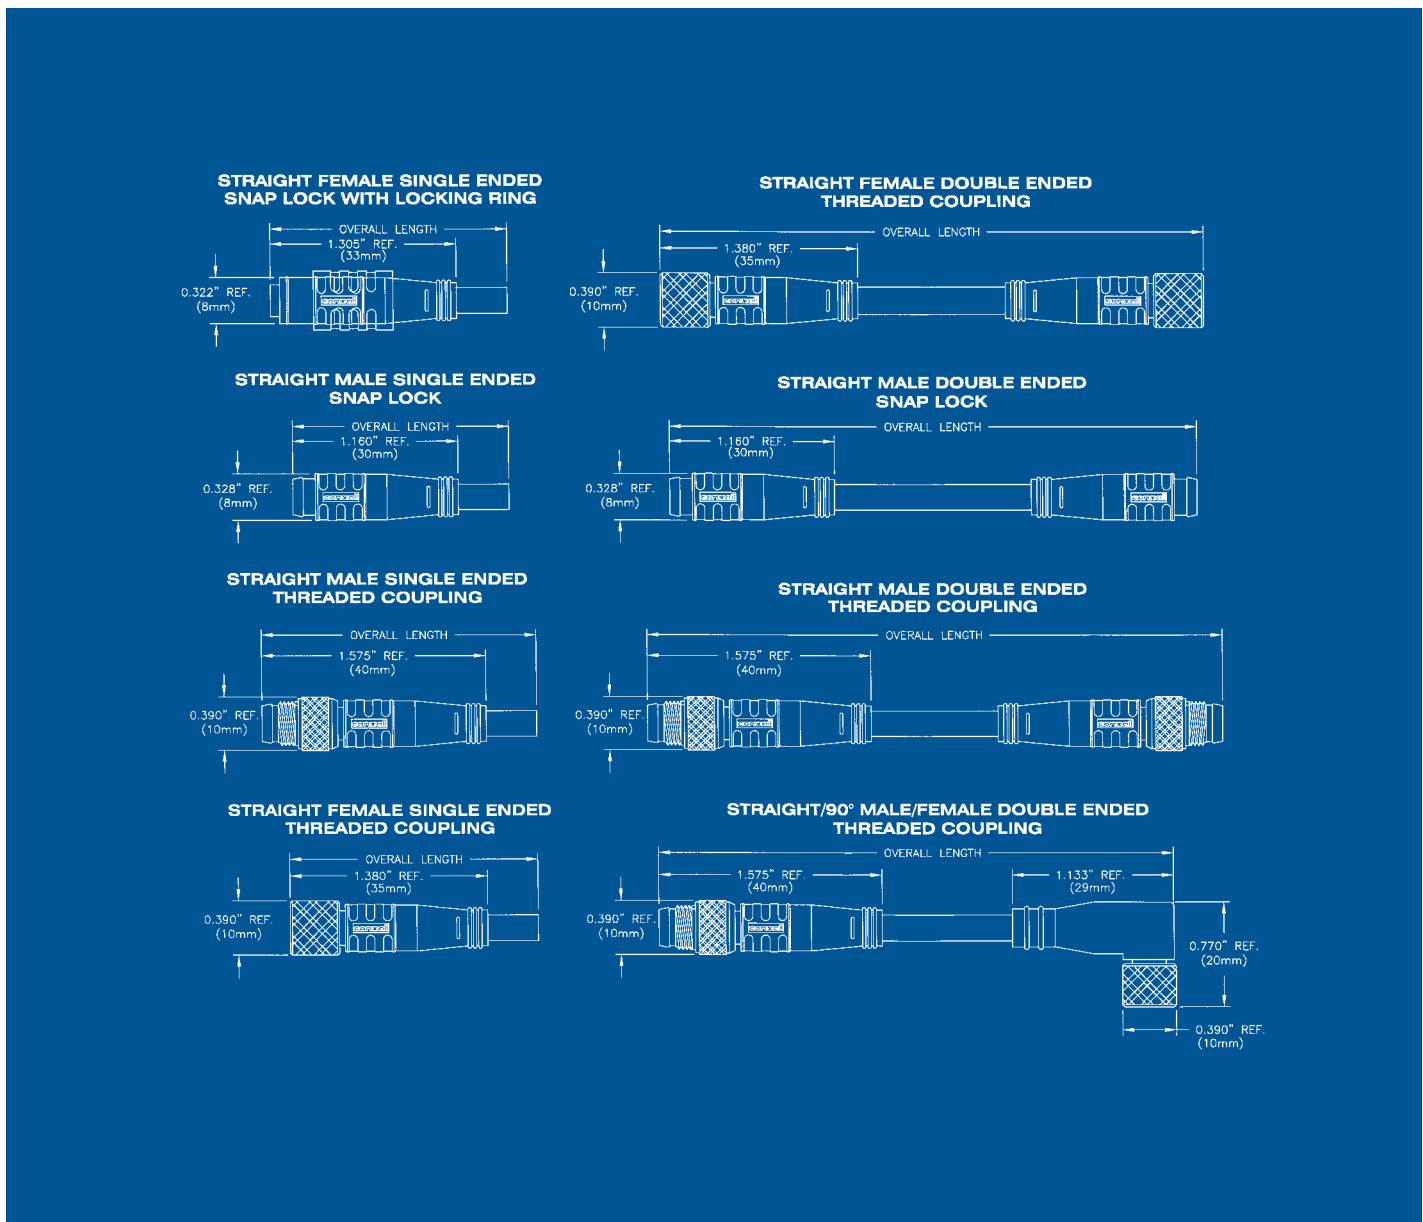 STRAIGHT FEMALE SINGLE ENDED
SNAP LOCK WITH LOCKING RING
OVERALL LENGTH
1.305" REF.
(33mm)
0.322" REF.
(8mm)
STRAIGHT FEMALE DOUBLE ENDED
THREADED COUPLING
OVERALL LENGTH
1.380" REF.
(35mm)
0.390" REF.
(10mm)
STRAIGHT MALE SINGLE ENDED
SNAP LOCK
OVERALL LENGTH
1.160" REF.
(30mm)
0.328" REF.
(8mm)
STRAIGHT MALE DOUBLE ENDED
SNAP LOCK
OVERALL LENGTH
1.160" REF.
(30mm)
0.328" REF.
(8mm)
STRAIGHT MALE SINGLE ENDED
THREADED COUPLING
OVERALL LENGTH
1.575" REF.
(40mm)
0.390" REF.
(10mm)
STRAIGHT MALE DOUBLE ENDED
THREADED COUPLING
OVERALL LENGTH
1.575" REF.
(40mm)
0.390" REF.
(10mm)
STRAIGHT FEMALE SINGLE ENDED
THREADED COUPLING
OVERALL LENGTH
1.380" REF.
(35mm)
0.390" REF.
(10mm)
STRAIGHT/90° MALE/FEMALE DOUBLE ENDED
THREADED COUPLING
OVERALL LENGTH
1.575" REF.
(40mm)
1.133" REF.
(29mm)
0.390" REF.
(10mm)
0.770" REF.
(20mm)
0.390" REF.
(10mm)